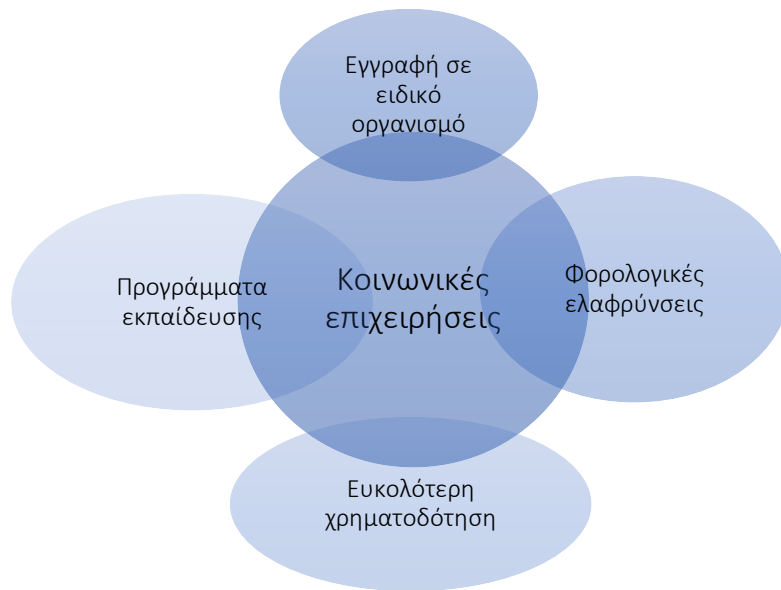 Εγγραφή σε
ειδικό
οργανισμό
Προγράμματα
εκπαίδευσης
Κοινωνικές
επιχειρήσεις
Φορολογικές
ελαφρύνσεις
Ευκολότερη
χρηματοδότηση